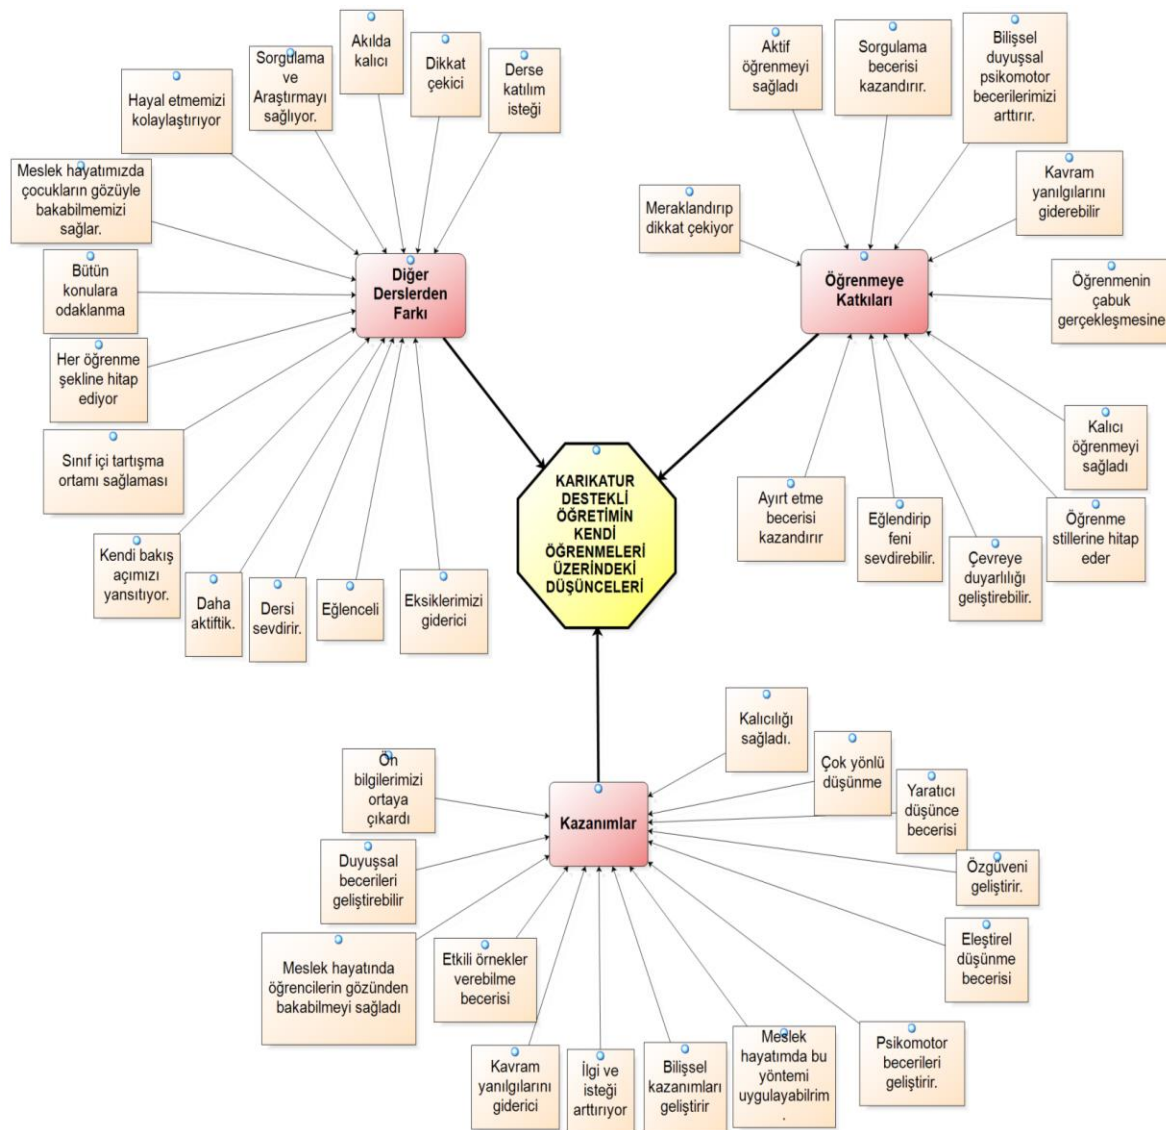 Akılda
kalıcı
Dikkat
çekici
Sorgulama
ve
Araştırmayı
sağlıyor.
Derse
katılım
isteği
Hayal etmemizi
kolaylaştırıyor
Meslek hayatımızda
çocukların gözüyle
bakabilmemizi
sağlar.
Bütün
konulara
odaklanma
Her öğrenme
şekline hitap
ediyor
Sınıf içi tartışma
ortamı sağlaması
Kendi bakış
açımızı
yansıtıyor.
Daha
aktiftik.
Dersi
sevdirir.
Eğlenceli
Eksiklerimizi
giderici
Diğer
Derslerden
Farkı
Aktif
öğrenmeyi
sağladı
Sorgulama
becerisi
kazandırır.
Bilişsel
duyuşsal
psikomotor
becerilerimizi
arttırır.
Kavram
yanılgılarını
giderebilir
Meraklandırıp
dikkat çekiyor
Öğrenmeye
Katkıları
Öğrenmenin
çabuk
gerçekleşmesine
Kalıcı
öğrenmeyi
sağladı
Öğrenme
stillerine hitap
eder
Çevreye
duyarlılığı
geliştirebilir.
Eğlendirip
feni
sevdirebilir.
Ayırt etme
becerisi
kazandırır
KARIKATUR
DESTEKLİ
ÖĞRETİMİN
KENDİ
ÖĞRENMELERİ
ÜZERİNDEKİ
DÜŞÜNCELERİ
Kazanımlar
Kalıcılığı
sağladı.
Çok yönlü
düşünme
Yaratıcı
düşünce
becerisi
Özgüveni
geliştirir.
Eleştirel
düşünme
becerisi
Psikomotor
becerileri
geliştirir.
Meslek
hayatımda bu
yöntemi
uygulayabilrim
.
Bilişsel
kazanımları
geliştirir
İlgi ve
isteği
arttırıyor
Kavram
yanılgılarını
giderici
Etkili örnekler
verebilme
becerisi
Meslek hayatında
öğrencilerin gözünden
bakabilmeyi sağladı
Duyuşsal
becerileri
geliştirebilir
Ön
bilgilerimizi
ortaya
çıkardı